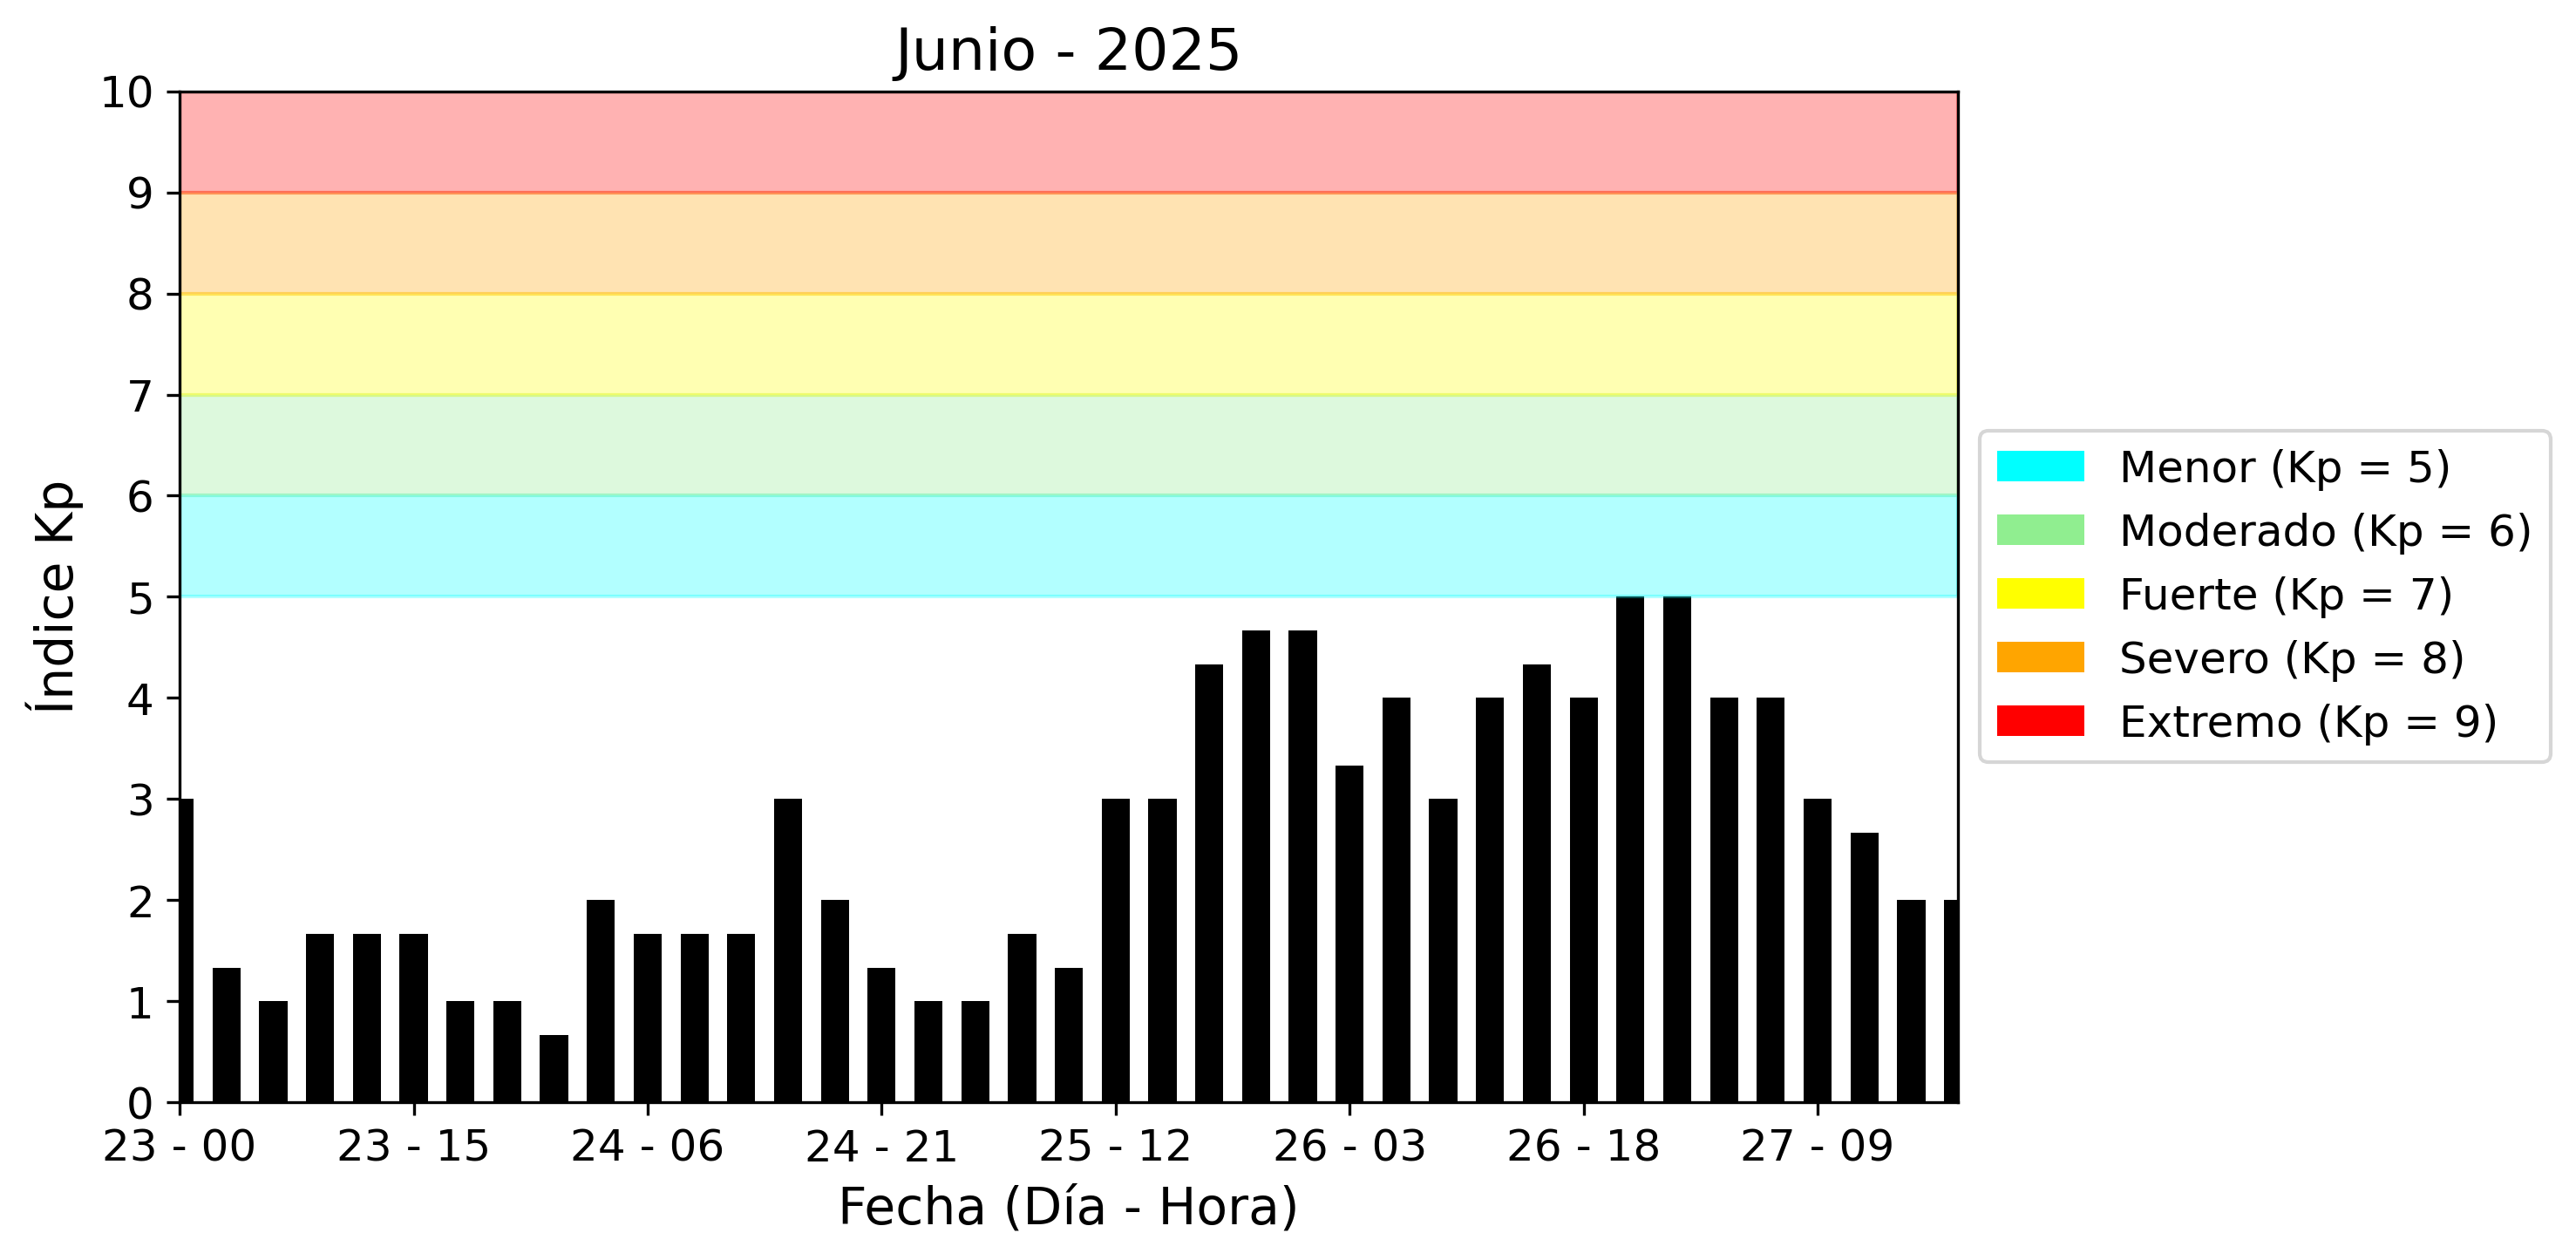 Junio - 2025
Índice Kp
10
9
8
7
6
5
4
3
2
1
0
23 - 00
23 - 15
24 - 06
24 - 21
25 - 12
26 - 03
26 - 18
27 - 09
Fecha (Día - Hora)
Menor (Kp = 5)
Moderado (Kp = 6)
Fuerte (Kp = 7)
Severo (Kp = 8)
Extremo (Kp = 9)